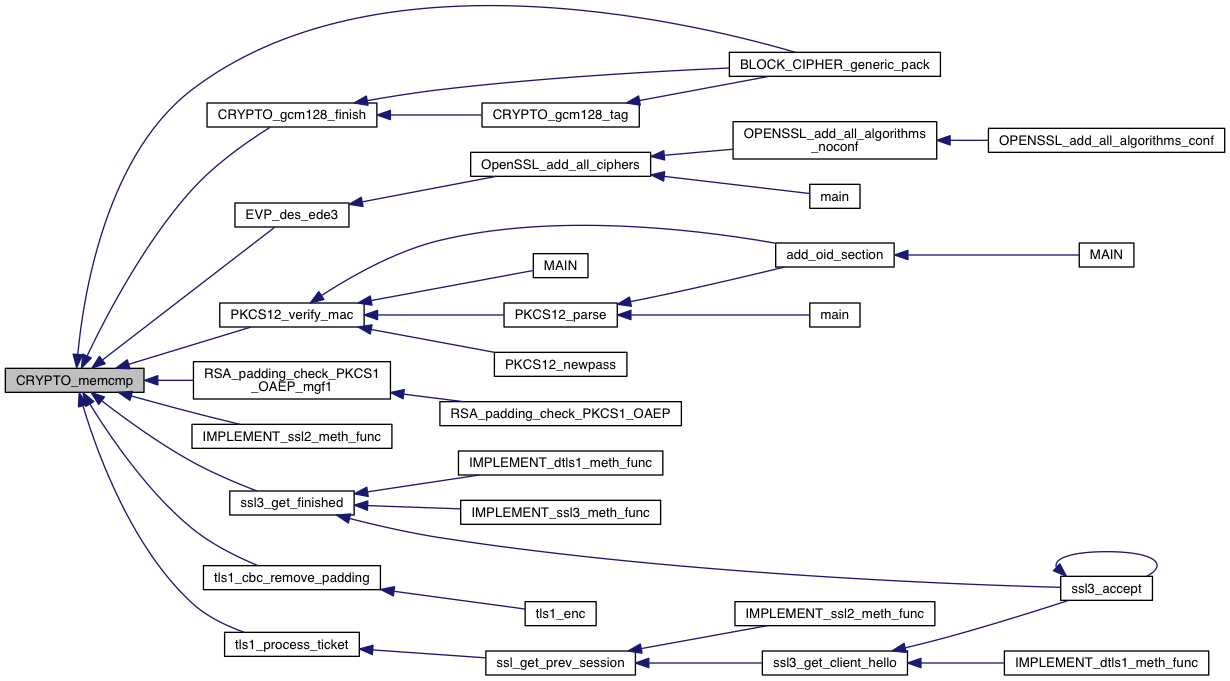 BLOCK_CIPHER_generic_pack
CRYPTO_gcm128_finish
CRYPTO_gcm128_tag
OPENSSL_add_all_algorithms
_noconf
OPENSSL_add_all_algorithms_conf
OpenSSL_add_all_ciphers
main
EVP_des_ede3
add_oid_section
MAIN
MAIN
PKCS12_verify_mac
PKCS12_parse
main
PKCS12_newpass
CRYPTO_memcmp
RSA_padding_check_PKCS1
_OAEP_mgf1
RSA_padding_check_PKCS1_OAEP
IMPLEMENT_ssl2_meth_func
IMPLEMENT_dtls1_meth_func
ssl3_get_finished
IMPLEMENT_ssl3_meth_func
tls1_cbc_remove_padding
ssl3_accept
tls1_enc
IMPLEMENT_ssl2_meth_func
tls1_process_ticket
ssl_get_prev_session
ssl3_get_client_hello
IMPLEMENT_dtls1_meth_func